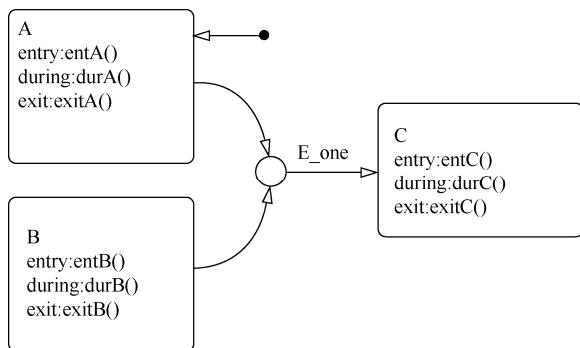 A
entry:entA()
during:durA()
exit:exitA()
E_one
C
entry:entC()
during:durC()
exit:exitC()
B
entry:entB()
during:durB()
exit:exitB()